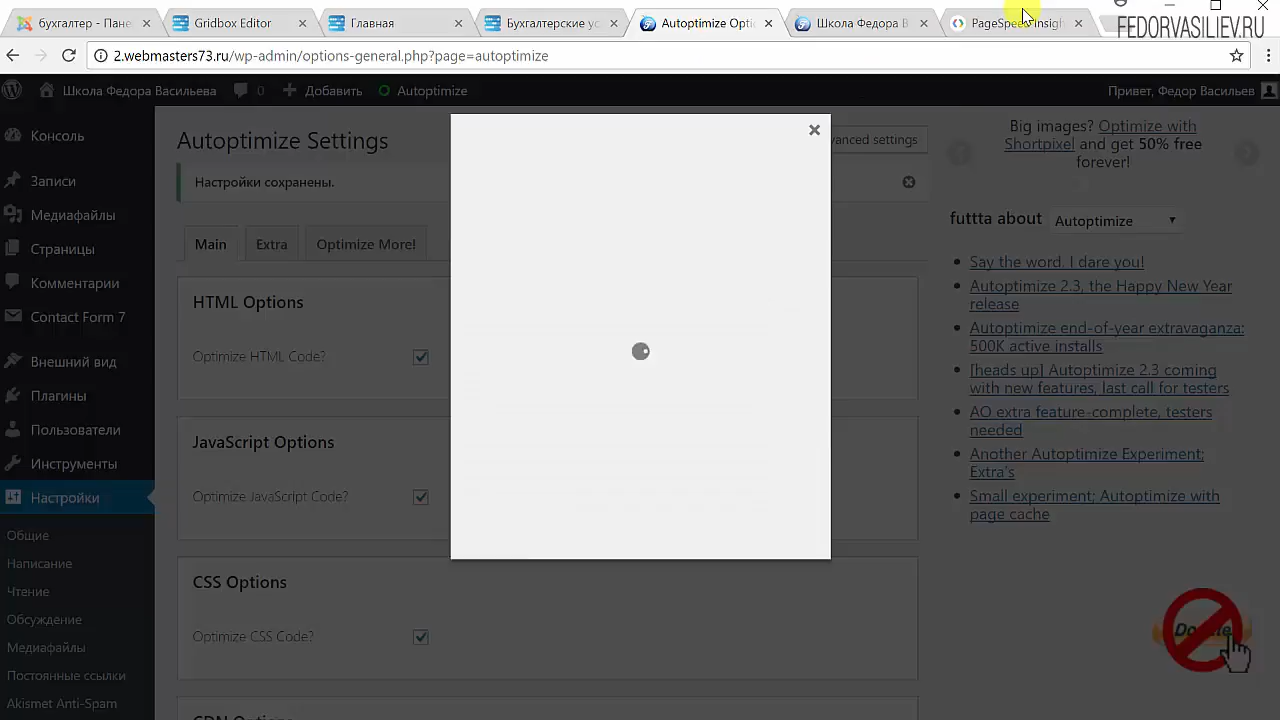 бухгалтер - Пане
Gridbox Editor
Главная
Бухгалтерские ус
Autoptimize Opti
Школа Федора В
PageSpeed Insigh
FEDORVASILIEV.RU
2.webmasters73.ru/wp-admin/options-general.php?page=autoptimize
Школа Федора Васильева
0
Добавить
Autoptimize
Привет, Федор Васильев
Консоль
Записи
Медиафайлы
Страницы
Комментарии
Contact Form 7
Внешний вид
Плагины
Пользователи
Инструменты
Настройки
Общие
Написание
Чтение
Обсуждение
Медиафайлы
Постоянные ссылки
Akismet Anti-Spam
Autoptimize Settings
vanced settings
Настройки сохранены.
Main
Extra
Optimize More!
HTML Options
Optimize HTML Code?
JavaScript Options
Optimize JavaScript Code?
CSS Options
Optimize CSS Code?
CDN Options
Big images? Optimize with
Shortpixel and get 50% free
forever!
futtta about
Autoptimize
Say the word. I dare you!
Autoptimize 2.3, the Happy New Year
release
Autoptimize end-of-year extravaganza:
500K active installs
[heads up] Autoptimize 2.3 coming
with new features, last call for testers
AO extra feature-complete, testers
needed
Another Autoptimize Experiment;
Extra's
Small experiment; Autoptimize with
page cache